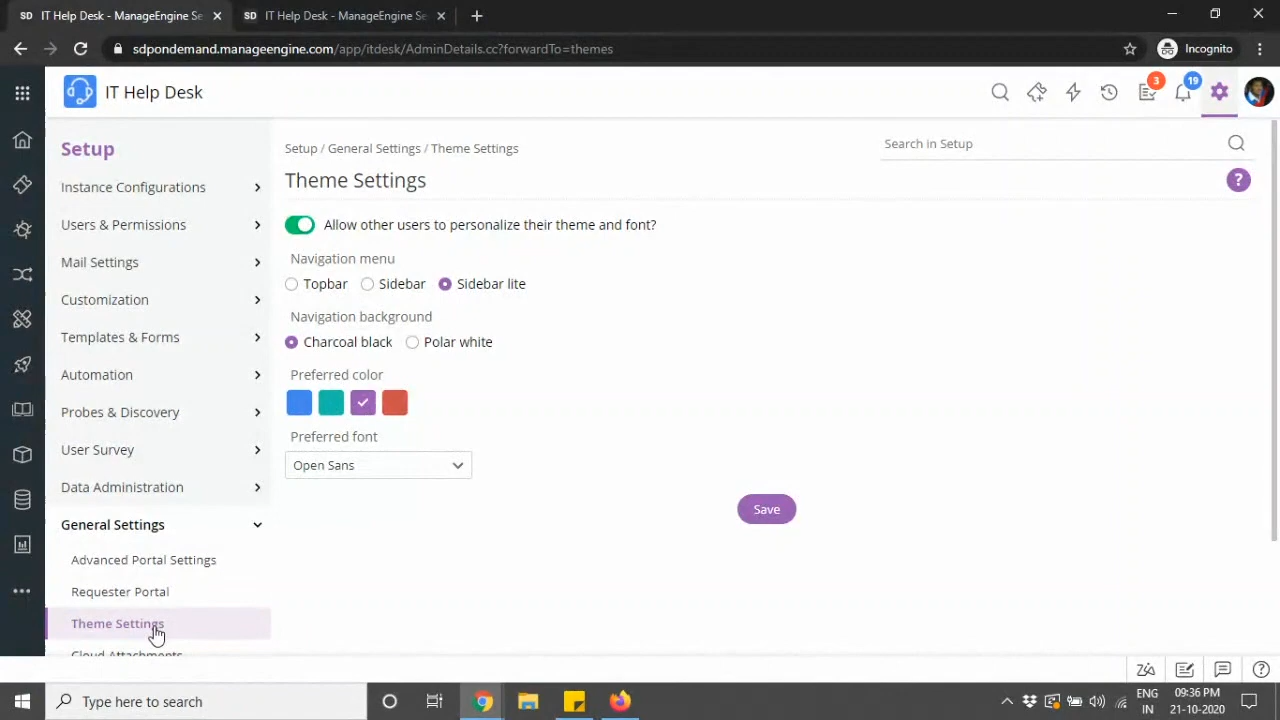 IT Help Desk - ManageEngine Se
IT Help Desk - ManageEngine Se
sdpondemand.manageengine.com/app/itdesk/AdminDetails.cc?forwardTo=themes
Incognito
IT Help Desk
3
19
Setup
Instance Configurations
Users & Permissions
Mail Settings
Customization
Templates & Forms
Automation
Probes & Discovery
User Survey
Data Administration
General Settings
Advanced Portal Settings
Requester Portal
Theme Settings
Cloud Attachments
Setup / General Settings / Theme Settings
Search in Setup
Theme Settings
?
Allow other users to personalize their theme and font?
Navigation menu
Topbar Sidebar Sidebar lite
Navigation background
Charcoal black Polar white
Preferred color
Preferred font
Open Sans
Save
Type here to search
ENG
IN
09:36 PM
21-10-2020